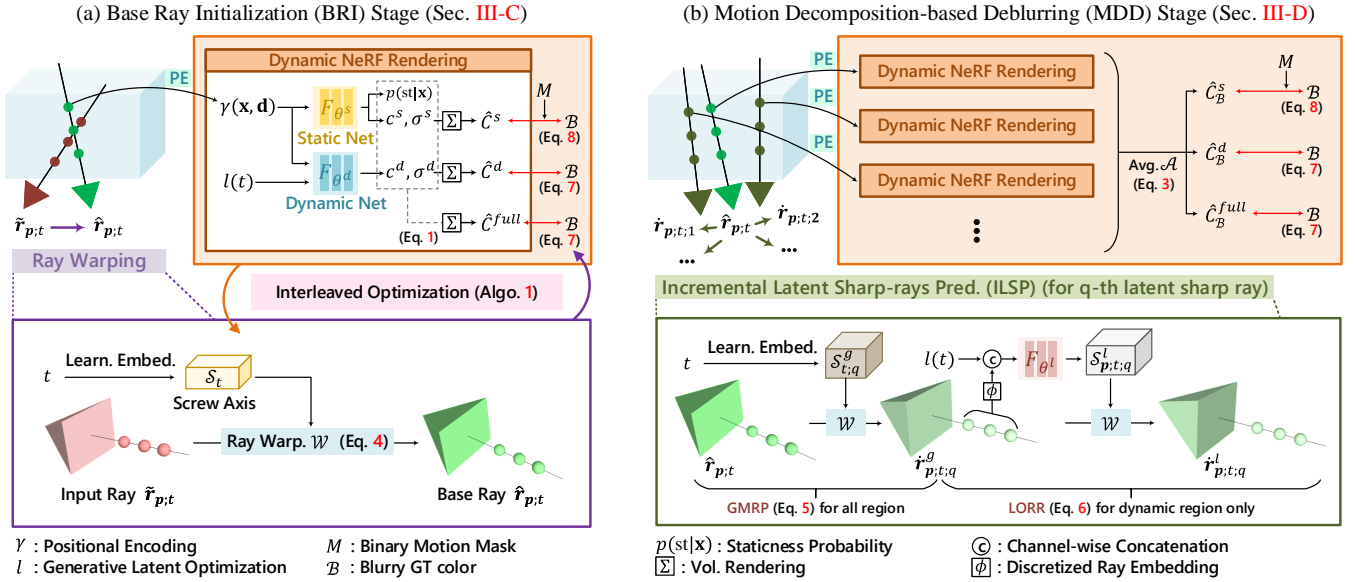 (a) Base Ray Initialization (BRI) Stage (Sec. III-C)
PE
Dynamic NeRF Rendering
γ(x, d)
F_θ^s
Static Net
p(st|x)
c^s, σ^s
Σ
Ĉ^s
M
ℬ
(Eq. 8)
l(t)
F_θ^d
Dynamic Net
c^d, σ^d
Σ
Ĉ^d
ℬ
(Eq. 7)
(Eq. 1)
Σ
Ĉ^full
ℬ
(Eq. 7)
r̃_p;t
r̂_p;t
Ray Warping
Interleaved Optimization (Algo. 1)
t
Learn. Embed.
𝒮_t
Screw Axis
Ray Warp. 𝒲 (Eq. 4)
Input Ray r̃_p;t
Base Ray r̂_p;t
γ : Positional Encoding
M : Binary Motion Mask
l : Generative Latent Optimization
ℬ : Blurry GT color
(b) Motion Decomposition-based Deblurring (MDD) Stage (Sec. III-D)
PE
Dynamic NeRF Rendering
PE
Dynamic NeRF Rendering
PE
Dynamic NeRF Rendering
Avg. 𝒜
(Eq. 3)
M
Ĉ_ℬ^s
ℬ
(Eq. 8)
Ĉ_ℬ^d
ℬ
(Eq. 7)
Ĉ_ℬ^full
ℬ
(Eq. 7)
ṙ_p;t;1
r̂_p;t
ṙ_p;t;2
...
...
Incremental Latent Sharp-rays Pred. (ILSP) (for q-th latent sharp ray)
t
Learn. Embed.
𝒮_t;q^g
𝒲
r̂_p;t
ṙ_p;t;q^g
l(t)
c
ϕ
F_θ^l
𝒮_p;t;q^l
𝒲
ṙ_p;t;q^l
GMRP (Eq. 5) for all region
LORR (Eq. 6) for dynamic region only
p(st|x) : Staticness Probability
c : Channel-wise Concatenation
Σ : Vol. Rendering
ϕ : Discretized Ray Embedding